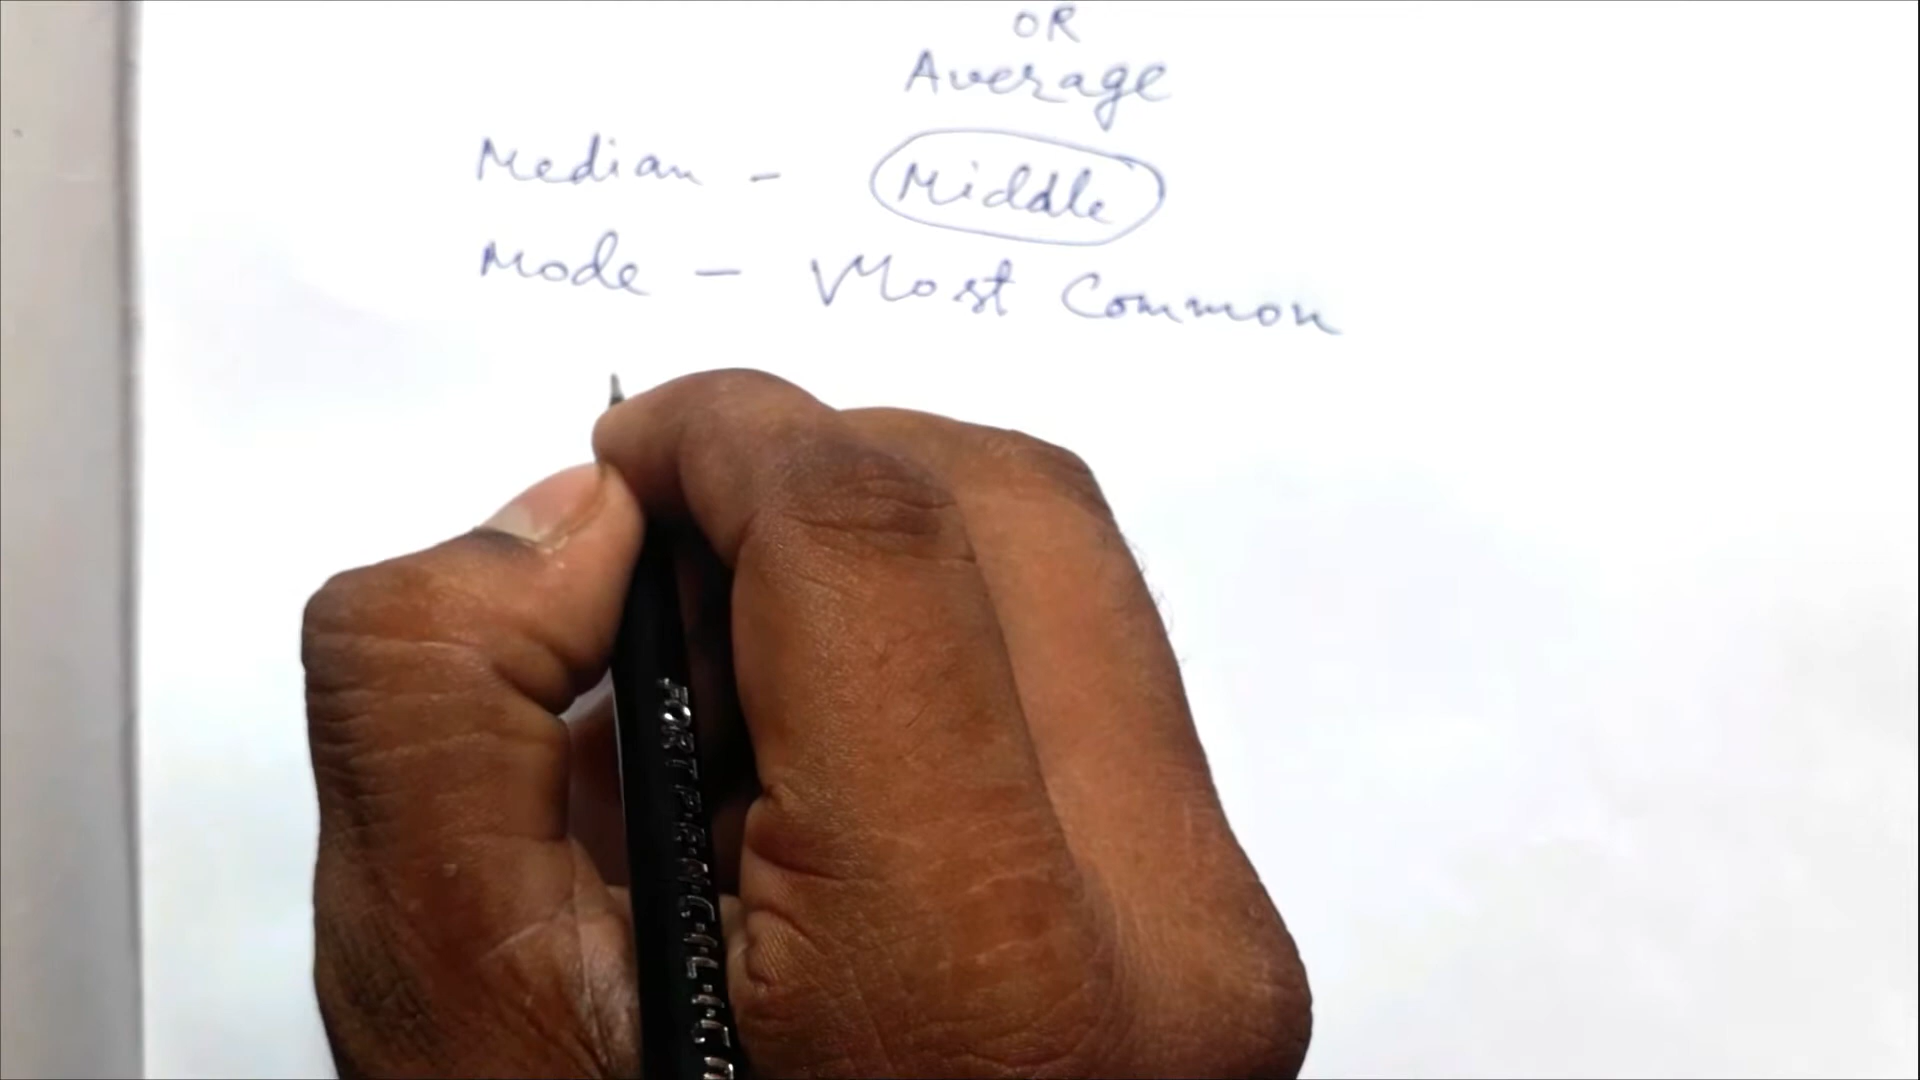 OR
Average
Median - Middle
Mode - Most Common